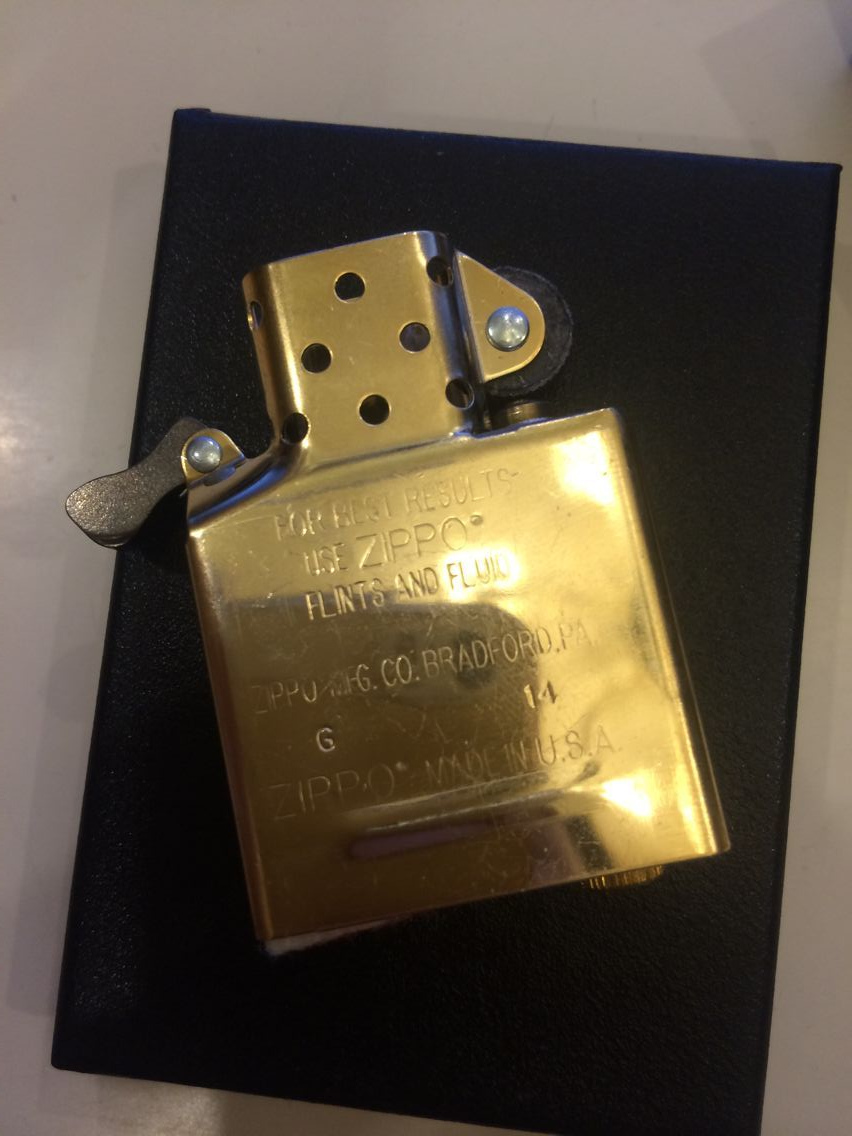 FOR BEST RESULTS
USE ZIPPO®
FLINTS AND FLUID
ZIPPO MFG. CO. BRADFORD, PA.
G 14
ZIPPO® MADE IN U.S.A.